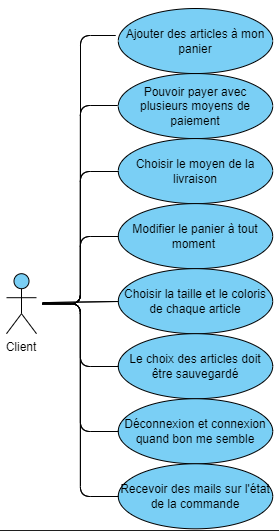 Ajouter des articles à mon
panier
Pouvoir payer avec
plusieurs moyens de
paiement
Choisir le moyen de la
livraison
Modifier le panier à tout
moment
Choisir la taille et le coloris
de chaque article
Client
Le choix des articles doit
être sauvegardé
Déconnexion et connexion
quand bon me semble
Recevoir des mails sur l'état
de la commande